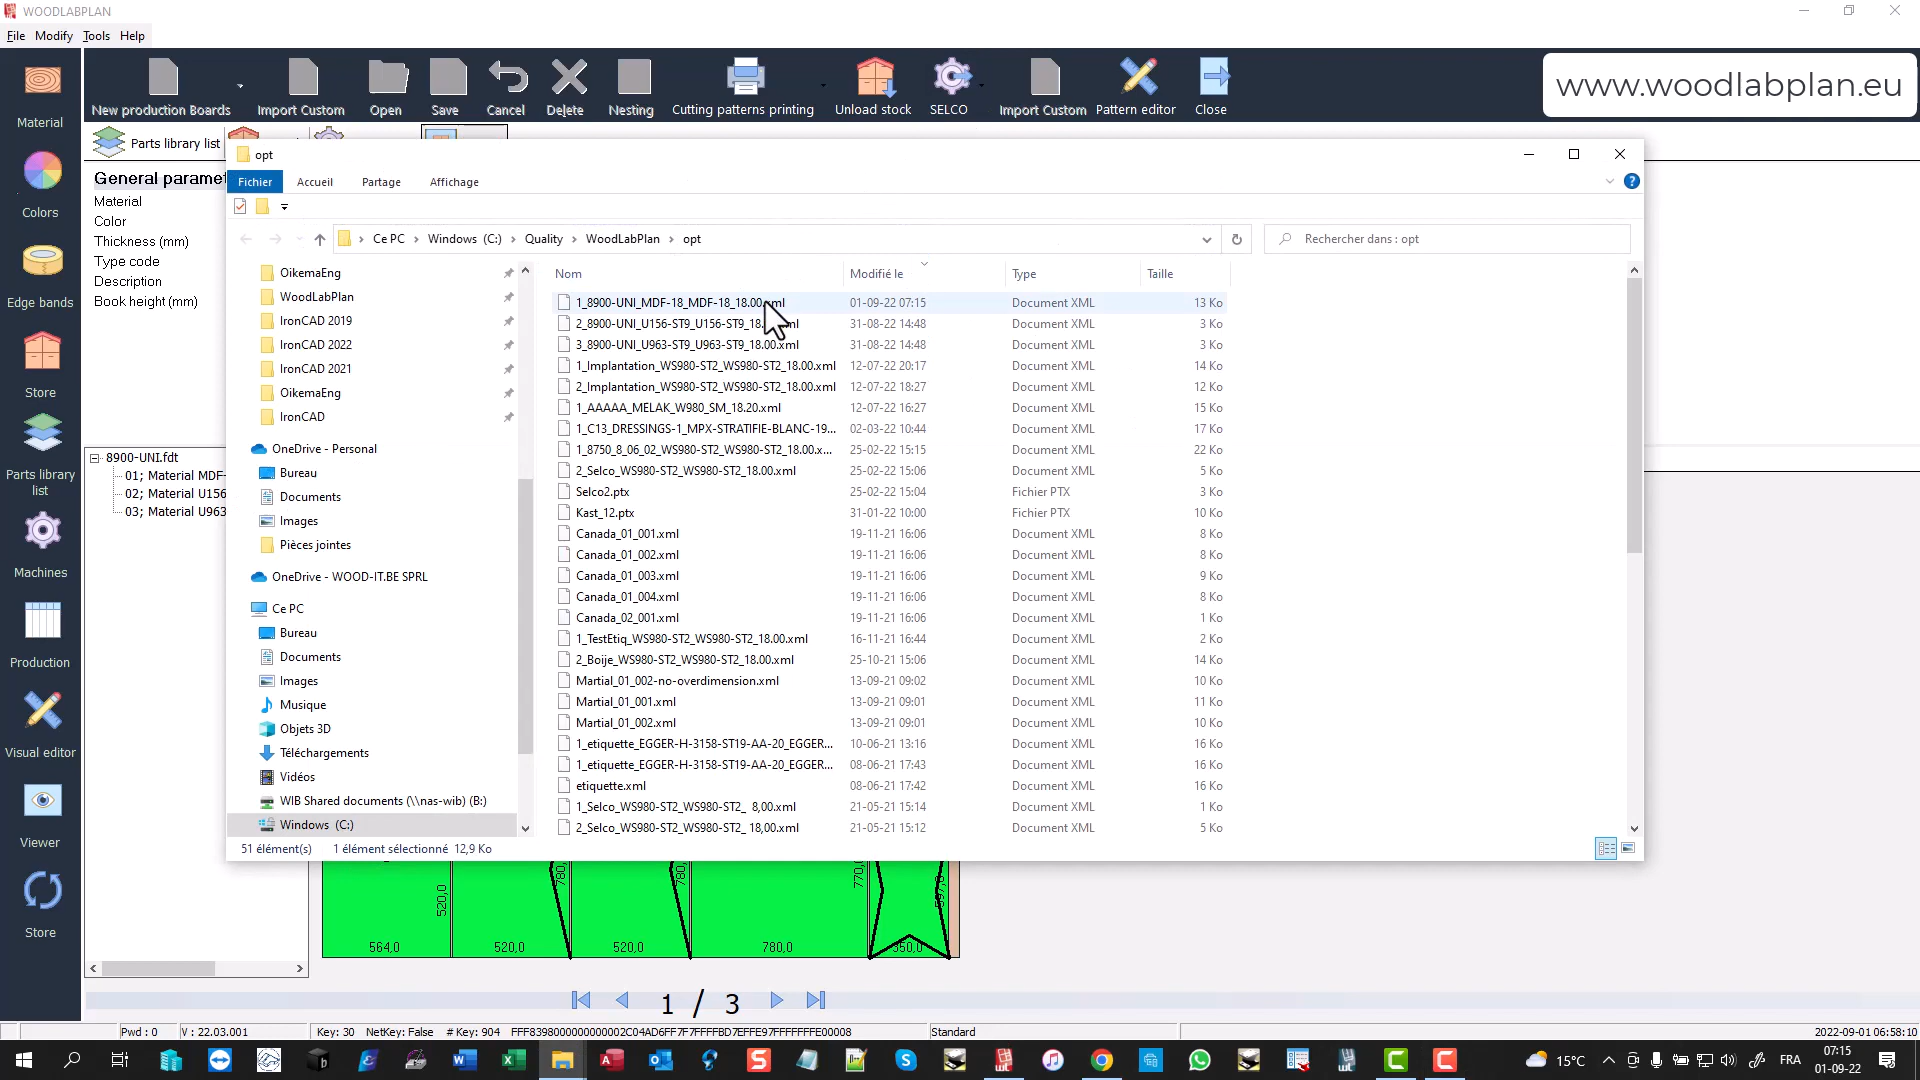 WOODLABPLAN
File Modify Tools Help
New production Boards Import Custom Open Save Cancel Delete Nesting Cutting patterns printing Unload stock SELCO Import Custom Pattern editor Close
www.woodlabplan.eu
Material
Colors
Edge bands
Store
Parts library list
Machines
Production
Visual editor
Viewer
Store
Parts library list
General
Material
Color
Thickness (mm)
Type code
Description
Book height (mm)
8900-UNI.fdt
01; Material MDF-
02; Material U156
03; Material U963
opt
Fichier Accueil Partage Affichage
Ce PC > Windows (C:) > Quality > WoodLabPlan > opt
Rechercher dans : opt
OikemaEng
WoodLabPlan
IronCAD 2019
IronCAD 2022
IronCAD 2021
OikemaEng
IronCAD
OneDrive - Personal
Bureau
Documents
Images
Pièces jointes
OneDrive - WOOD-IT.BE SPRL
Ce PC
Bureau
Documents
Images
Musique
Objets 3D
Téléchargements
Vidéos
WIB Shared documents (\\nas-wib) (B:)
Windows (C:)
Nom Modifié le Type Taille
1_8900-UNI_MDF-18_MDF-18_18.00.xml 01-09-22 07:15 Document XML 13 Ko
2_8900-UNI_U156-ST9_U156-ST9_18. ml 31-08-22 14:48 Document XML 3 Ko
3_8900-UNI_U963-ST9_U963-ST9_18.00.xml 31-08-22 14:48 Document XML 3 Ko
1_Implantation_WS980-ST2_WS980-ST2_18.00.xml 12-07-22 20:17 Document XML 14 Ko
2_Implantation_WS980-ST2_WS980-ST2_18.00.xml 12-07-22 18:27 Document XML 12 Ko
1_AAAAA_MELAK_W980_SM_18.20.xml 12-07-22 16:27 Document XML 15 Ko
1_C13_DRESSINGS-1_MPX-STRATIFIE-BLANC-19... 02-03-22 10:44 Document XML 17 Ko
1_8750_8_06_02_WS980-ST2_WS980-ST2_18.00.x... 25-02-22 15:15 Document XML 22 Ko
2_Selco_WS980-ST2_WS980-ST2_18.00.xml 25-02-22 15:06 Document XML 5 Ko
Selco2.ptx 25-02-22 15:04 Fichier PTX 3 Ko
Kast_12.ptx 31-01-22 10:00 Fichier PTX 10 Ko
Canada_01_001.xml 19-11-21 16:06 Document XML 8 Ko
Canada_01_002.xml 19-11-21 16:06 Document XML 8 Ko
Canada_01_003.xml 19-11-21 16:06 Document XML 9 Ko
Canada_01_004.xml 19-11-21 16:06 Document XML 8 Ko
Canada_02_001.xml 19-11-21 16:06 Document XML 1 Ko
1_TestEtiq_WS980-ST2_WS980-ST2_18.00.xml 16-11-21 16:44 Document XML 2 Ko
2_Boije_WS980-ST2_WS980-ST2_18.00.xml 25-10-21 15:06 Document XML 14 Ko
Martial_01_002-no-overdimension.xml 13-09-21 09:02 Document XML 10 Ko
Martial_01_001.xml 13-09-21 09:01 Document XML 11 Ko
Martial_01_002.xml 13-09-21 09:01 Document XML 10 Ko
1_etiquette_EGGER-H-3158-ST19-AA-20_EGGER... 10-06-21 13:16 Document XML 16 Ko
1_etiquette_EGGER-H-3158-ST19-AA-20_EGGER... 08-06-21 17:43 Document XML 16 Ko
etiquette.xml 08-06-21 17:42 Document XML 16 Ko
1_Selco_WS980-ST2_WS980-ST2_ 8,00.xml 21-05-21 15:14 Document XML 1 Ko
2_Selco_WS980-ST2_WS980-ST2_ 18,00.xml 21-05-21 15:12 Document XML 5 Ko
51 élément(s) 1 élément sélectionné 12,9 Ko
520,0 780,0 780,0 770,0
564,0 520,0 520,0 780,0 350,0
1 / 3
Pwd : 0 V : 22.03.001 Key: 30 NetKey: False # Key: 904 FFF8398000000000002C04AD6FF7F7FFFFBD7EFFE97FFFFFFFE00008 Standard 2022-09-01 06:58:10
15°C FRA 07:15
01-09-22